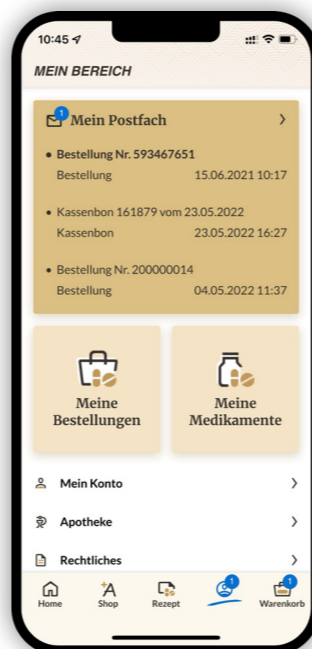 10:45
MEIN BEREICH
1
Mein Postfach
• Bestellung Nr. 593467651
Bestellung 15.06.2021 10:17
• Kassenbon 161879 vom 23.05.2022
Kassenbon 23.05.2022 16:27
• Bestellung Nr. 200000014
Bestellung 04.05.2022 11:37
Meine
Bestellungen
Meine
Medikamente
Mein Konto
Apotheke
Rechtliches
1
1
Home
Shop
Rezept
Warenkorb